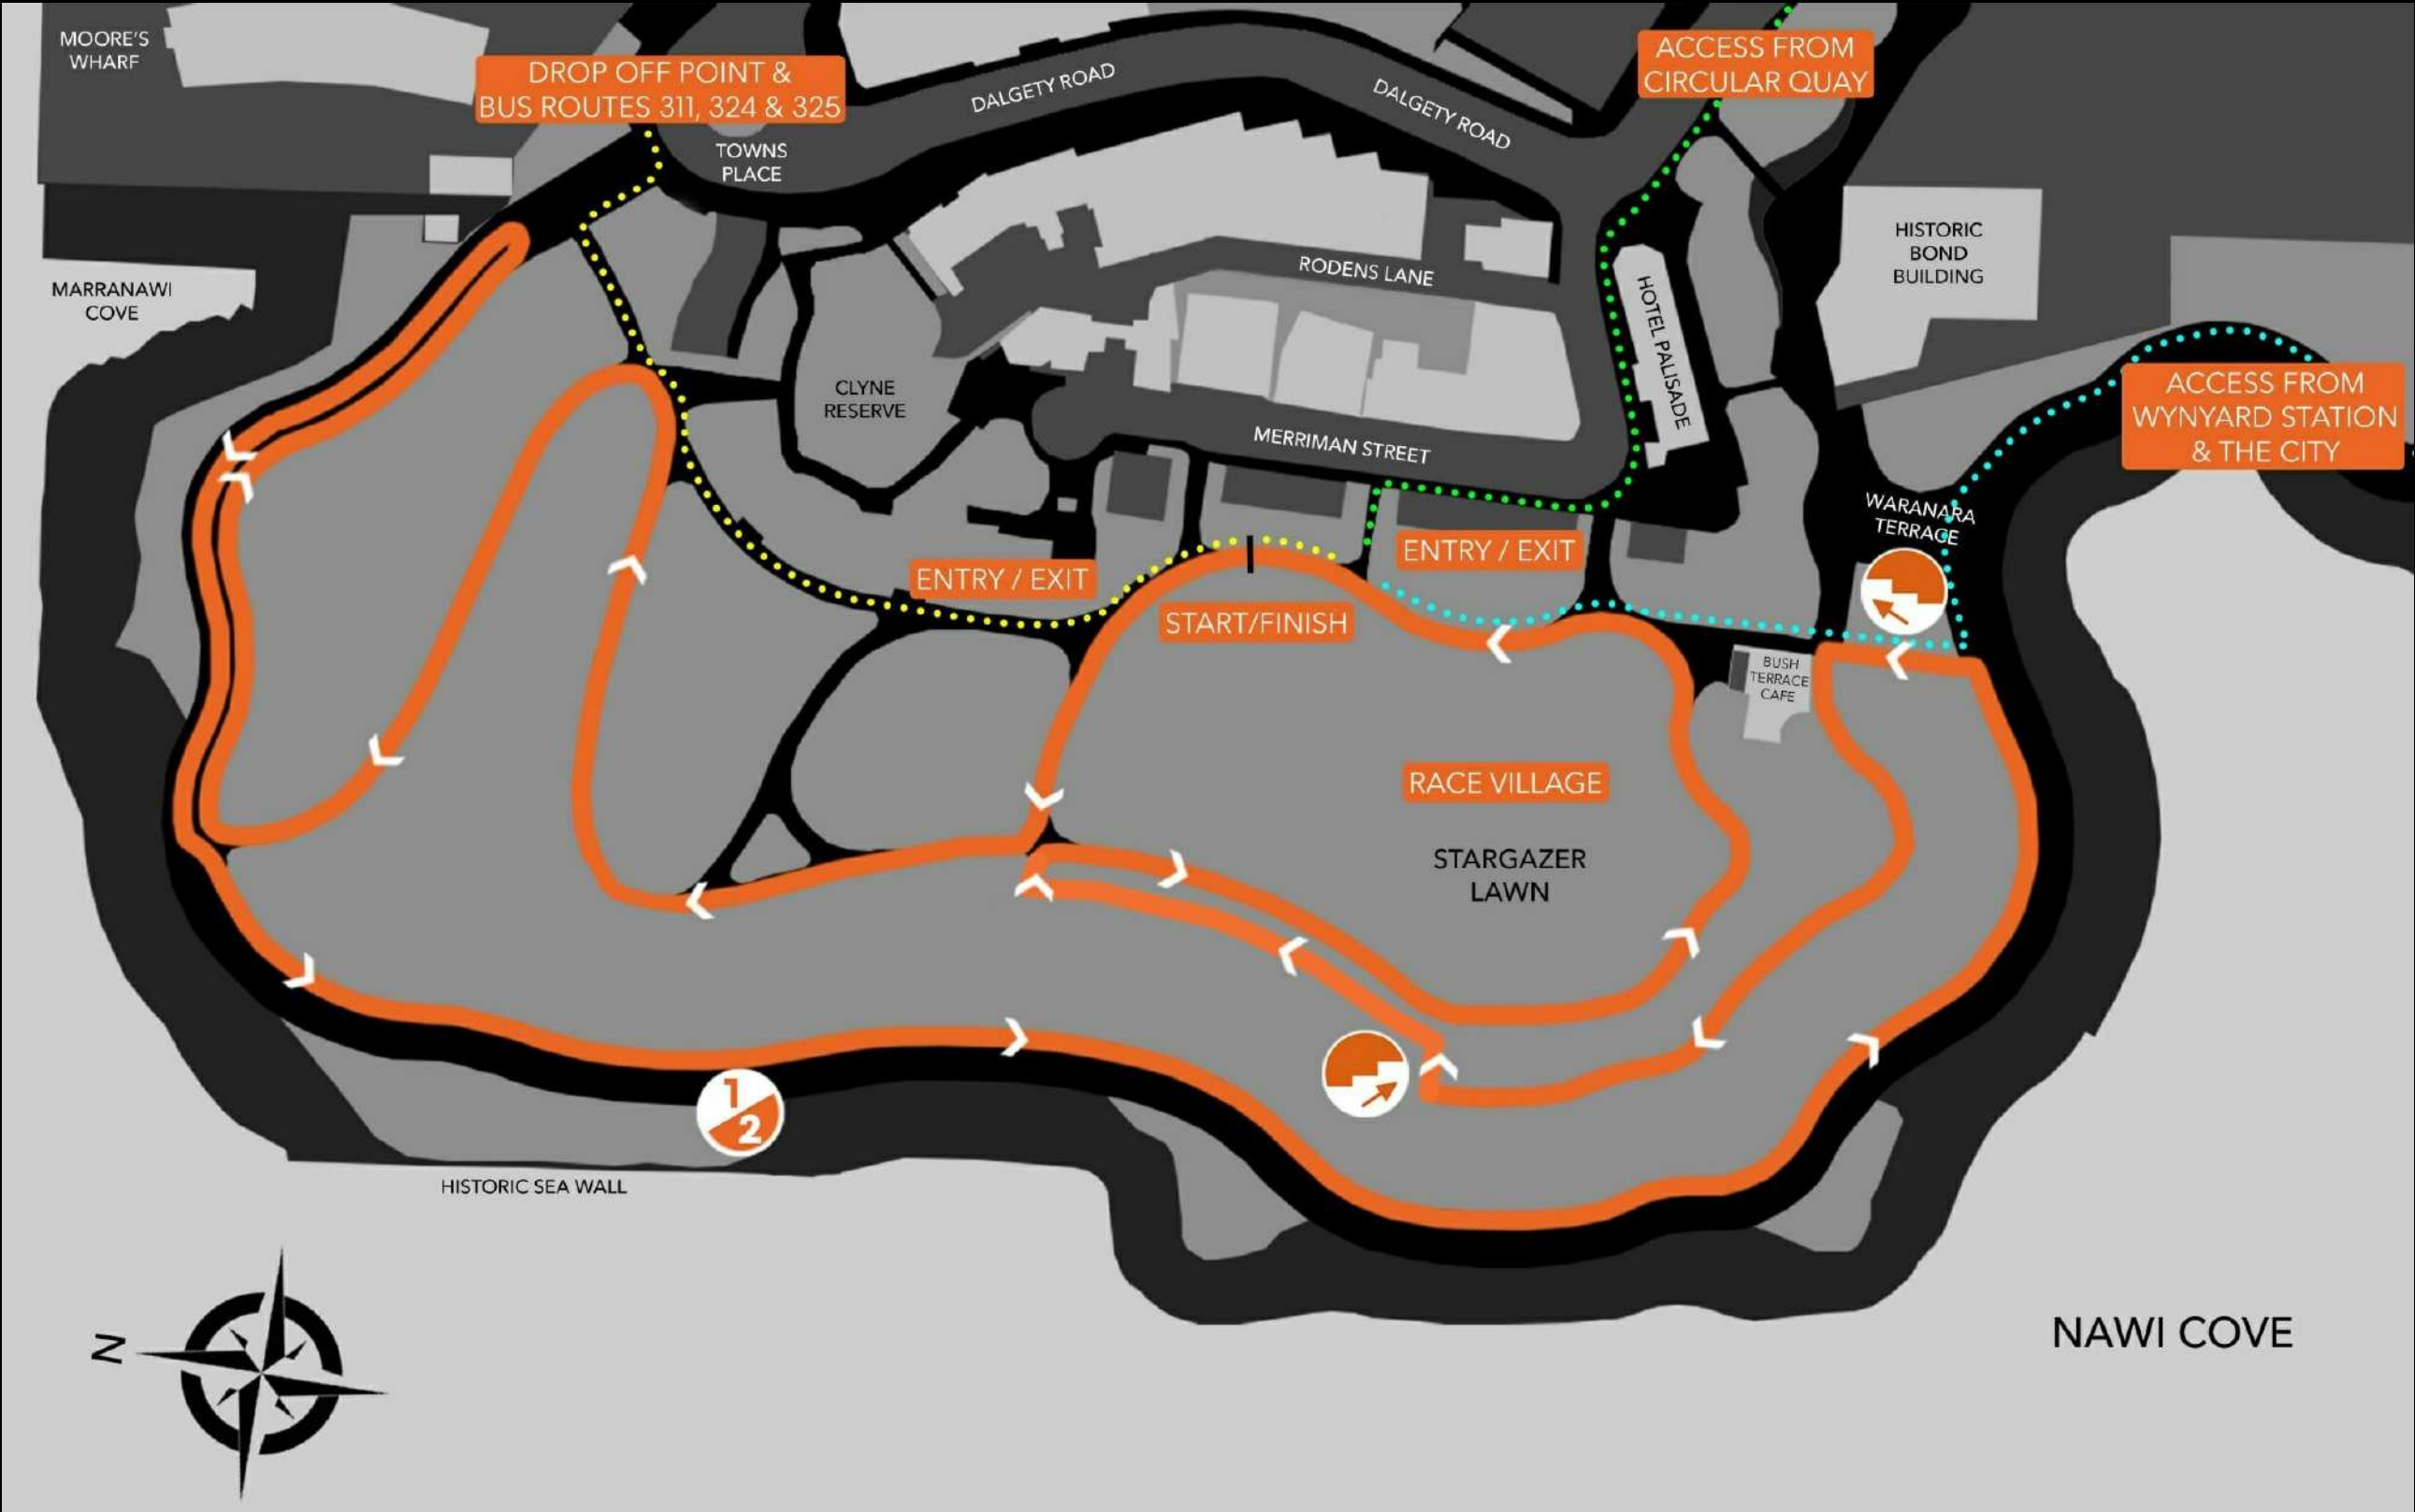 MOORE'S
WHARF
DROP OFF POINT &
BUS ROUTES 311, 324 & 325
DALGETY ROAD
DALGETY ROAD
ACCESS FROM
CIRCULAR QUAY
TOWNS
PLACE
HISTORIC
BOND
BUILDING
RODENS LANE
MARRANAWI
COVE
HOTEL PALISADE
CLYNE
RESERVE
ACCESS FROM
WYNYARD STATION
& THE CITY
MERRIMAN STREET
WARANARA
TERRACE
ENTRY / EXIT
ENTRY / EXIT
START/FINISH
BUSH
TERRACE
CAFE
RACE VILLAGE
STARGAZER
LAWN
1
2
HISTORIC SEA WALL
N
NAWI COVE